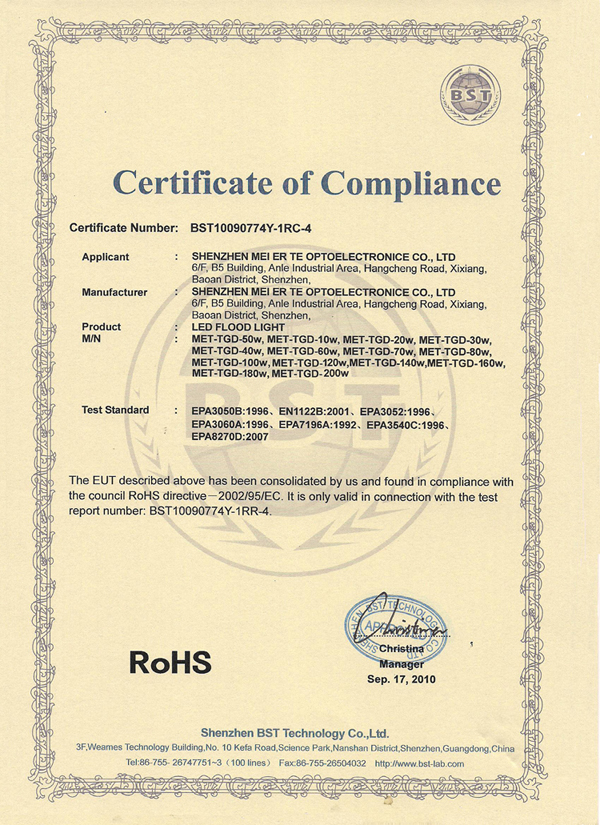 BST
Certificate of Compliance
Certificate Number: BST10090774Y-1RC-4
Applicant : SHENZHEN MEI ER TE OPTOELECTRONICE CO., LTD
6/F, B5 Building, Anle Industrial Area, Hangcheng Road, Xixiang,
Baoan District, Shenzhen,
Manufacturer : SHENZHEN MEI ER TE OPTOELECTRONICE CO., LTD
6/F, B5 Building, Anle Industrial Area, Hangcheng Road, Xixiang,
Baoan District, Shenzhen,
Product : LED FLOOD LIGHT
M/N : MET-TGD-50w, MET-TGD-10w, MET-TGD-20w, MET-TGD-30w,
MET-TGD-40w, MET-TGD-60w, MET-TGD-70w, MET-TGD-80w,
MET-TGD-100w, MET-TGD-120w, MET-TGD-140w, MET-TGD-160w,
MET-TGD-180w, MET-TGD-200w
BST
Test Standard : EPA3050B:1996、EN1122B:2001、EPA3052:1996、
EPA3060A:1996、EPA7196A:1992、EPA3540C:1996、
EPA8270D:2007
The EUT described above has been consolidated by us and found in compliance with
the council RoHS directive－2002/95/EC. It is only valid in connection with the test
report number: BST10090774Y-1RR-4.
SHENZHEN BST TECHNOLOGY CO.,LTD
APPROVED
Christina
Christina
Manager
Sep. 17, 2010
RoHS
Shenzhen BST Technology Co.,Ltd.
3F,Weames Technology Building,No. 10 Kefa Road,Science Park,Nanshan District,Shenzhen,Guangdong,China
Tel:86-755- 26747751~3（100 lines） Fax:86-755-26504032 http://www.bst-lab.com